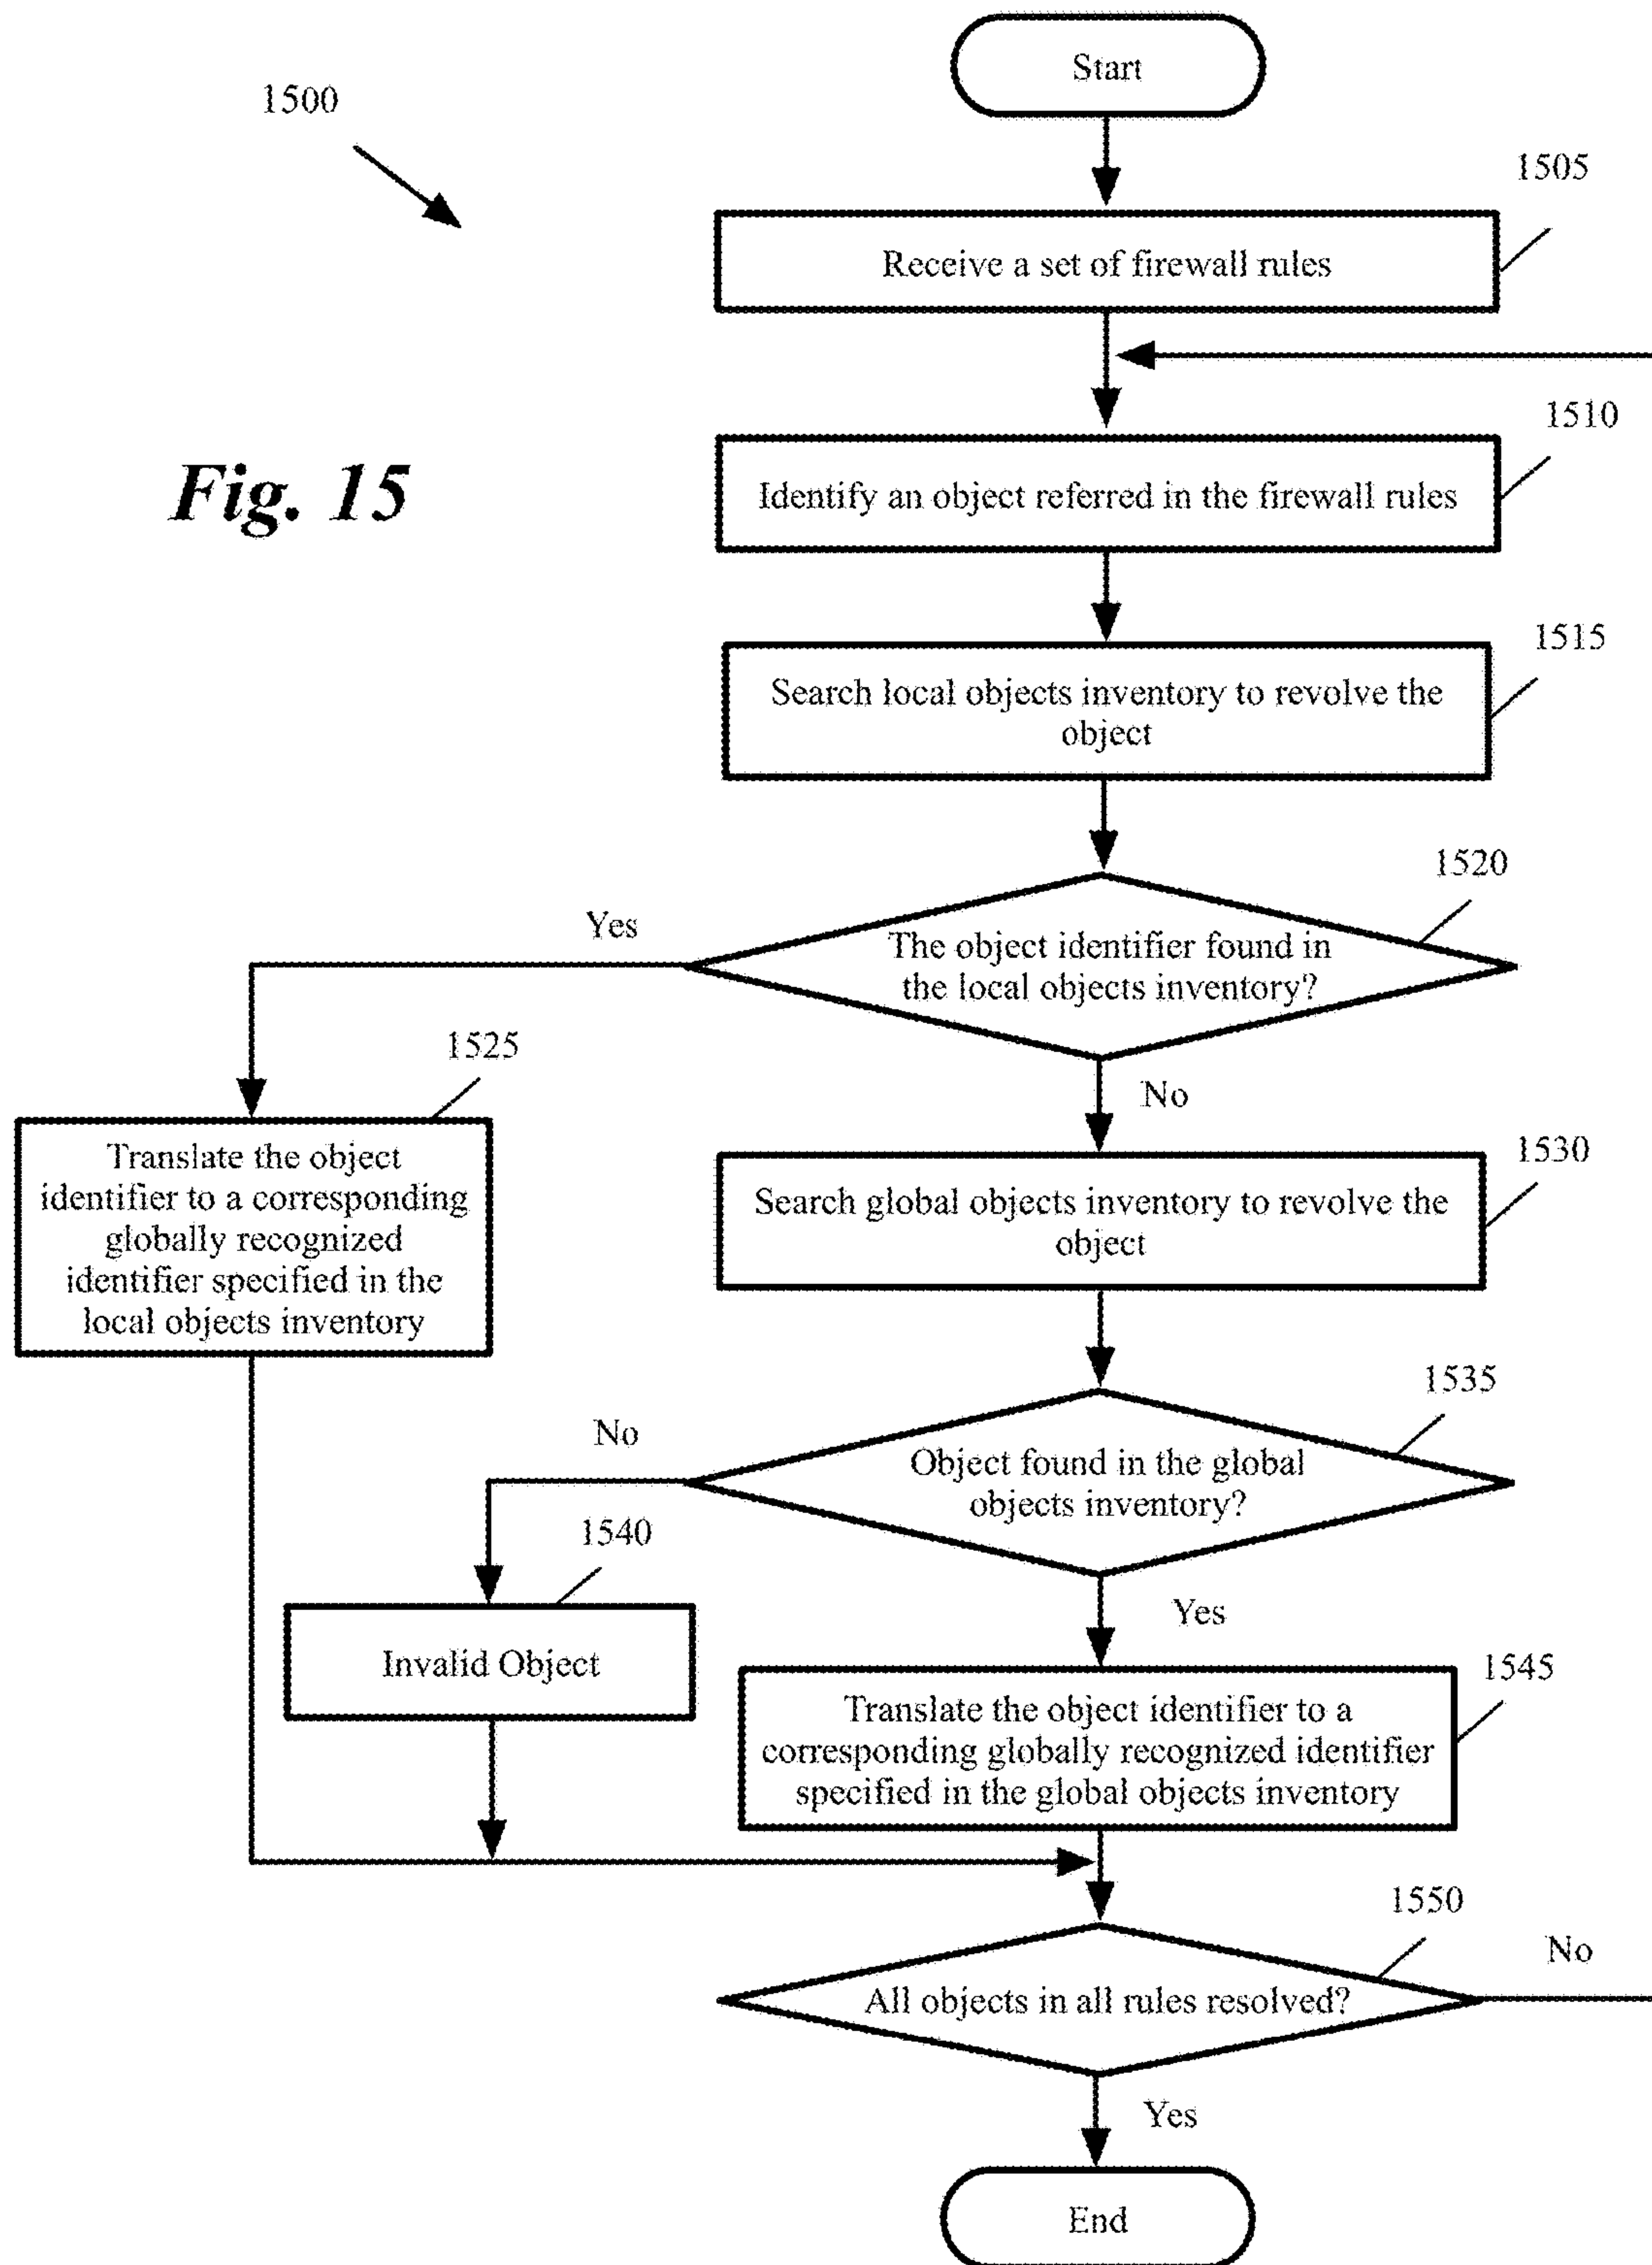 Start
1500
1505
Receive a set of firewall rules
1510
Fig. 15
Identify an object referred in the firewall rules
1515
Search local objects inventory to revolve the
object
1520
Yes
The object identifier found in
the local objects inventory?
1525
No
Translate the object
identifier to a corresponding
globally recognized
identifier specified in the
local objects inventory
1530
Search global objects inventory to revolve the
object
1535
No
Object found in the global
objects inventory?
1540
Yes
Invalid Object
1545
Translate the object identifier to a
corresponding globally recognized identifier
specified in the global objects inventory
1550
No
All objects in all rules resolved?
Yes
End